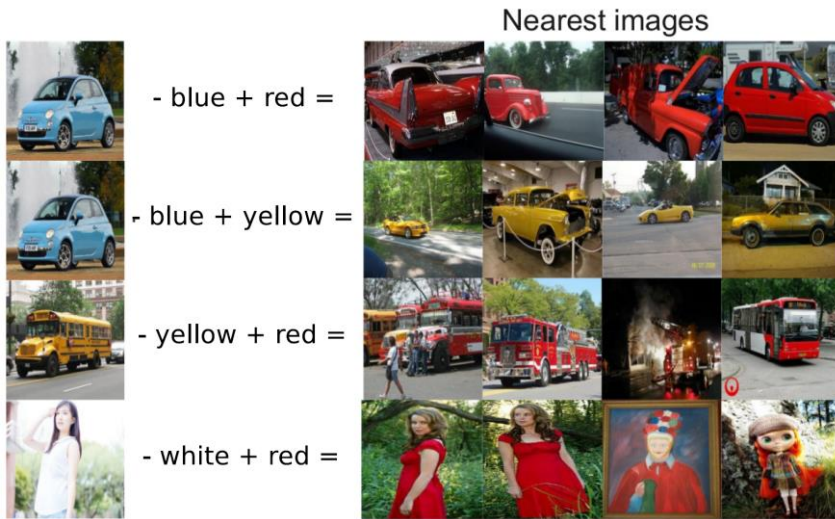 Nearest images
- blue + red =
- blue + yellow =
- yellow + red =
- white + red =